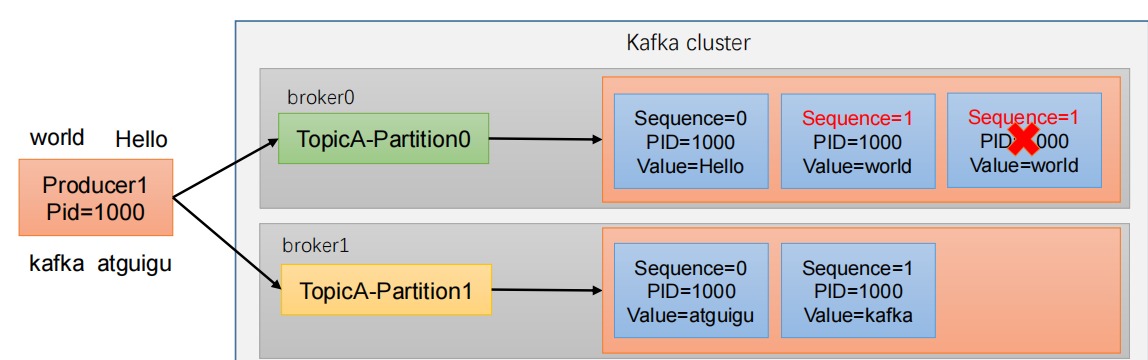 Kafka cluster
broker0
world Hello
TopicA-Partition0
Sequence=0
PID=1000
Value=Hello
Sequence=1
PID=1000
Value=world
Sequence=1
PID 000
Value=world
Producer1
Pid=1000
kafka atguigu
broker1
TopicA-Partition1
Sequence=0
PID=1000
Value=atguigu
Sequence=1
PID=1000
Value=kafka